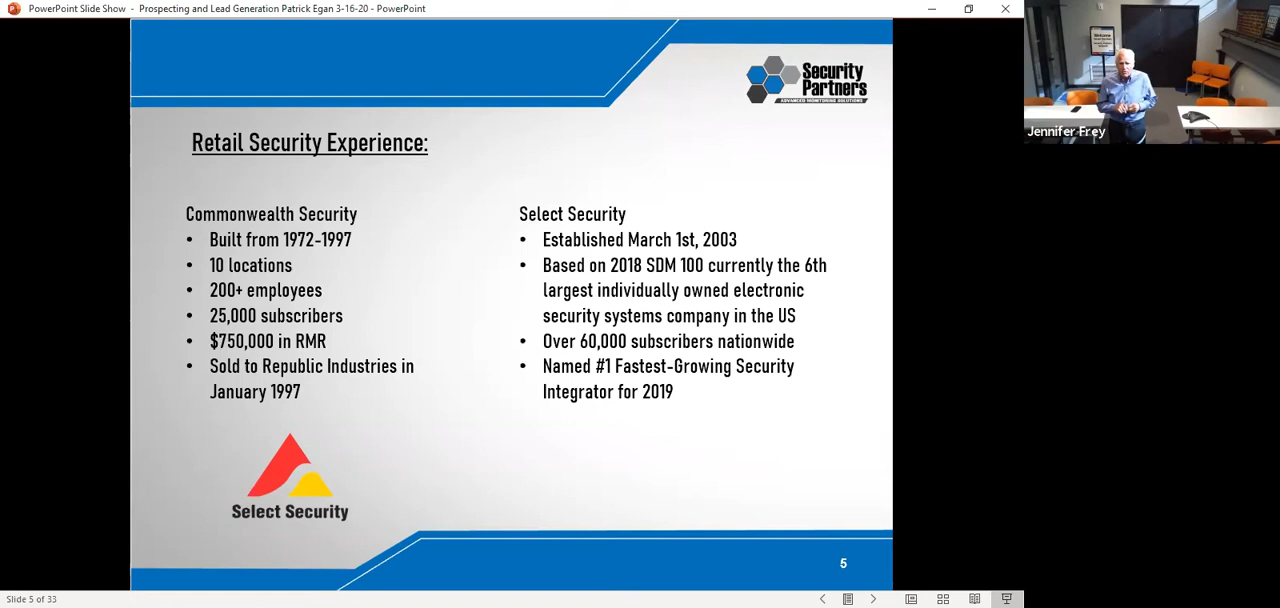 PowerPoint Slide Show - Prospecting and Lead Generation Patrick Egan 3-16-20 - PowerPoint
Security
Partners
ADVANCED MONITORING SOLUTIONS
Retail Security Experience:
Commonwealth Security
• Built from 1972-1997
• 10 locations
• 200+ employees
• 25,000 subscribers
• $750,000 in RMR
• Sold to Republic Industries in
January 1997
Select Security
Select Security
• Established March 1st, 2003
• Based on 2018 SDM 100 currently the 6th
largest individually owned electronic
security systems company in the US
• Over 60,000 subscribers nationwide
• Named #1 Fastest-Growing Security
Integrator for 2019
5
Slide 5 of 33
Welcome
Jennifer Frey